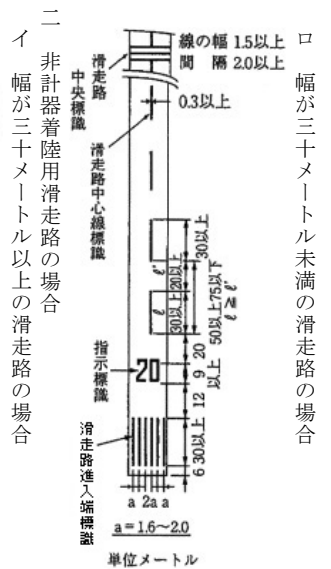 ロ 幅が三十メートル未満の滑走路の場合
線の幅 1.5以上
間 隔 2.0以上
滑走路
中央標識
0.3以上
滑走路中心線標識
30以上
ℓ'
20以上
ℓ
30以上
50以上75以下
ℓ≧ℓ'
指示標識
20
20
9以上
12
30以上
6
滑走路進入端標識
a 2a a
a=1.6~2.0
単位メートル
二 非計器着陸用滑走路の場合
イ 幅が三十メートル以上の滑走路の場合